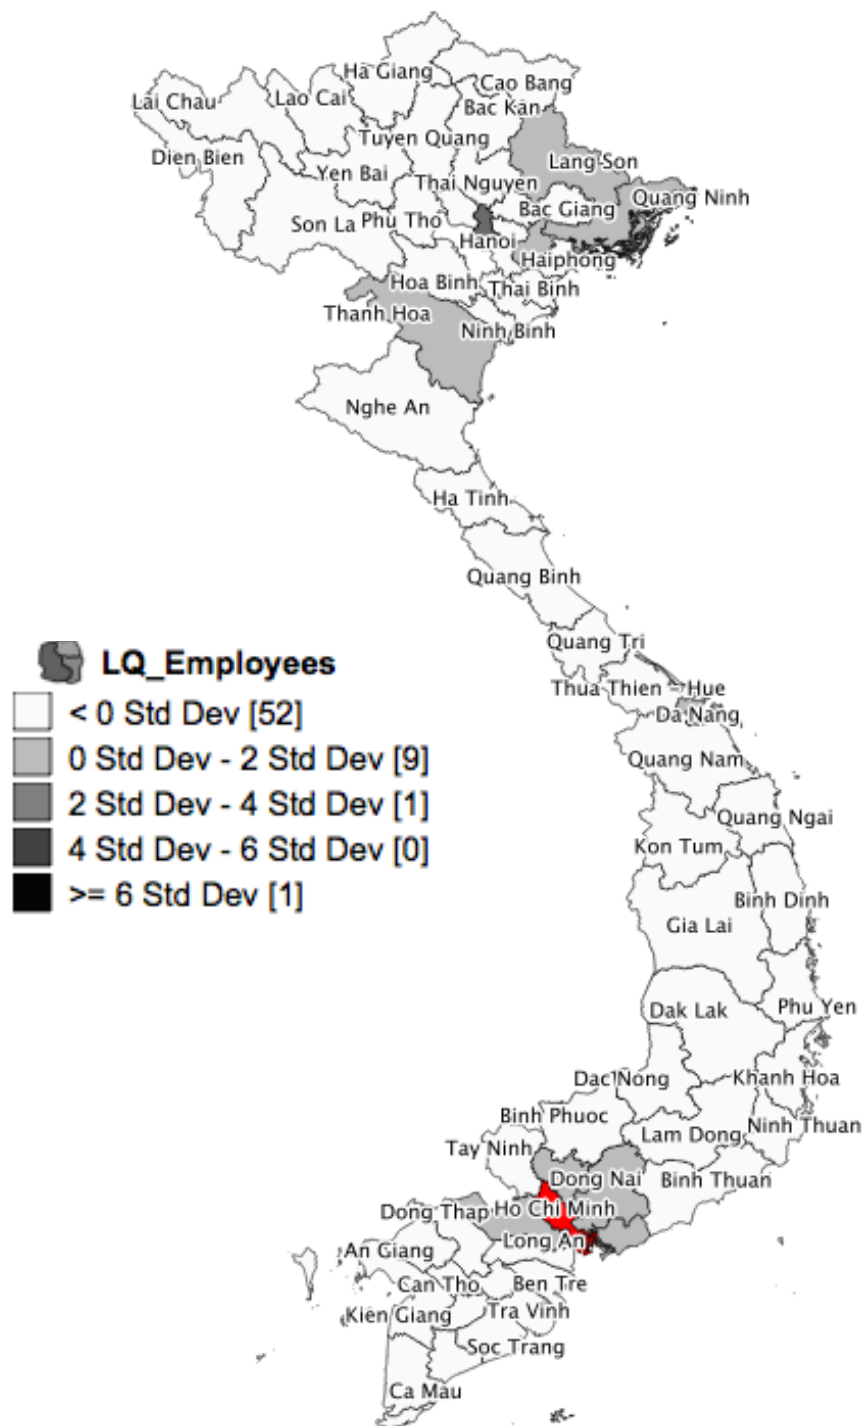 Ha Giang
Cao Bang
Lai Chau
Lao Cai
Bac Kan
Tuyen Quang
Dien Bien
Lang Son
Yen Bai
Thai Nguyen
Quang Ninh
Bac Giang
Son La
Phu Tho
Hanoi
Haiphong
Hoa Binh
Thai Binh
Thanh Hoa
Ninh Binh
Nghe An
Ha Tinh
Quang Binh
Quang Tri
LQ_Employees
Thua Thien - Hue
< 0 Std Dev [52]
Da Nang
0 Std Dev - 2 Std Dev [9]
Quang Nam
2 Std Dev - 4 Std Dev [1]
Quang Ngai
Kon Tum
4 Std Dev - 6 Std Dev [0]
>= 6 Std Dev [1]
Binh Dinh
Gia Lai
Dak Lak
Phu Yen
Dac Nong
Khanh Hoa
Binh Phuoc
Ninh Thuan
Lam Dong
Tay Ninh
Dong Nai
Binh Thuan
Dong Thap
Ho Chi Minh
Long An
An Giang
Can Tho
Ben Tre
Kien Giang
Tra Vinh
Soc Trang
Ca Mau